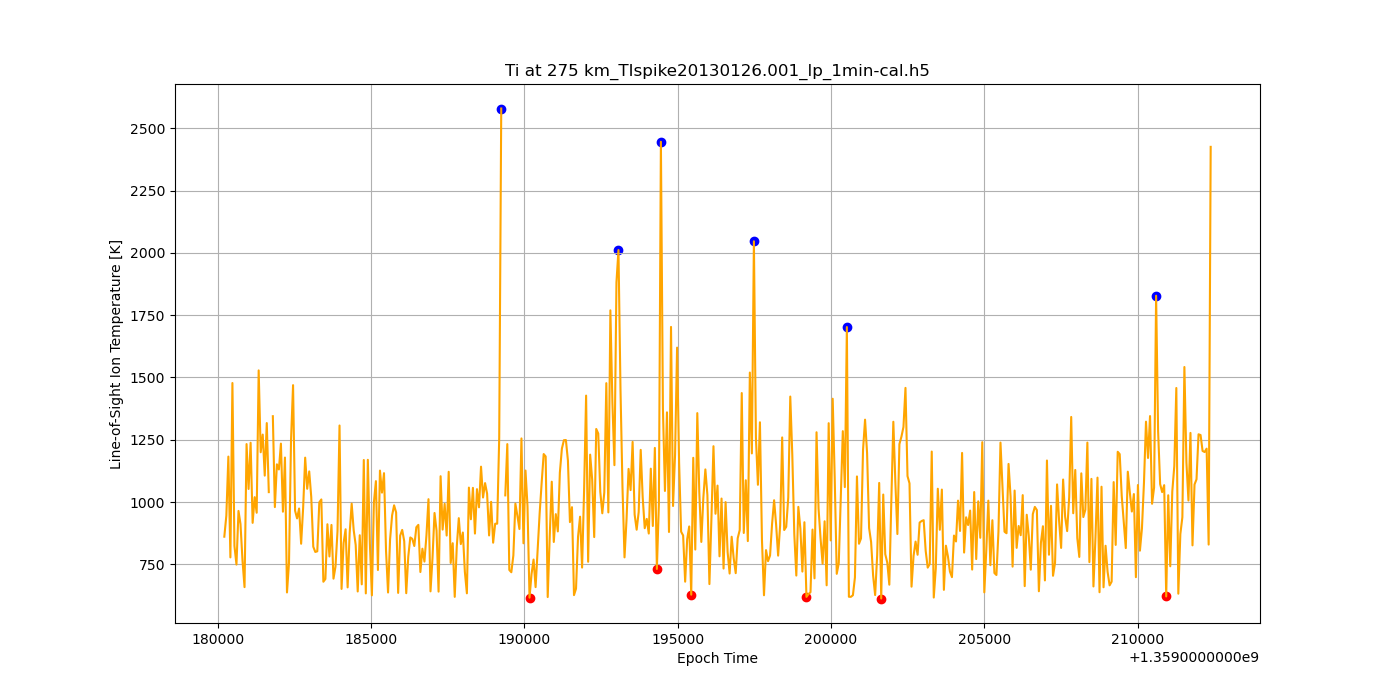 Ti at 275 km_TIspike20130126.001_lp_1min-cal.h5
Line-of-Sight Ion Temperature [K]
2500
2250
2000
1750
1500
1250
1000
750
180000 185000 190000 195000 200000 205000 210000
Epoch Time
+1.3590000000e9